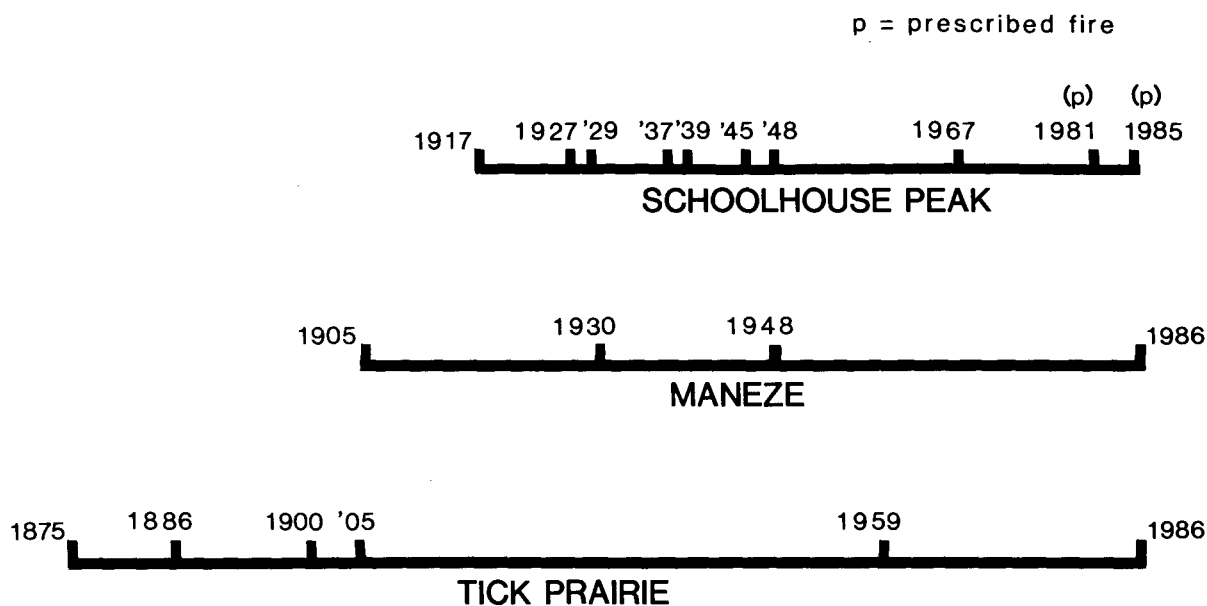 p = prescribed fire
(p) (p)
1917 1927 '29 '37 '39 '45 '48 1967 1981 1985
SCHOOLHOUSE PEAK
1905 1930 1948 1986
MANEZE
1875 1886 1900 '05 1959 1986
TICK PRAIRIE